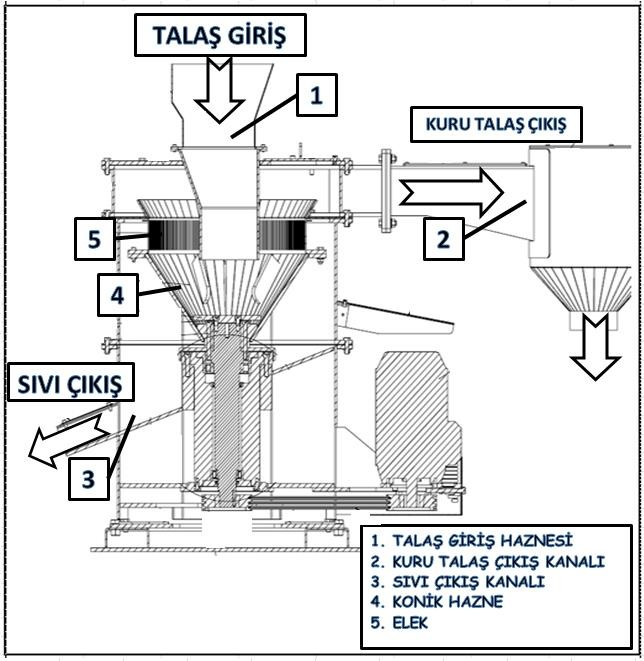 TALAŞ GİRİŞ
1
KURU TALAŞ ÇIKIŞ
5
2
4
SIVI ÇIKIŞ
3
1. TALAŞ GİRİŞ HAZNESİ
2. KURU TALAŞ ÇIKIŞ KANALI
3. SIVI ÇIKIŞ KANALI
4. KONİK HAZNE
5. ELEK